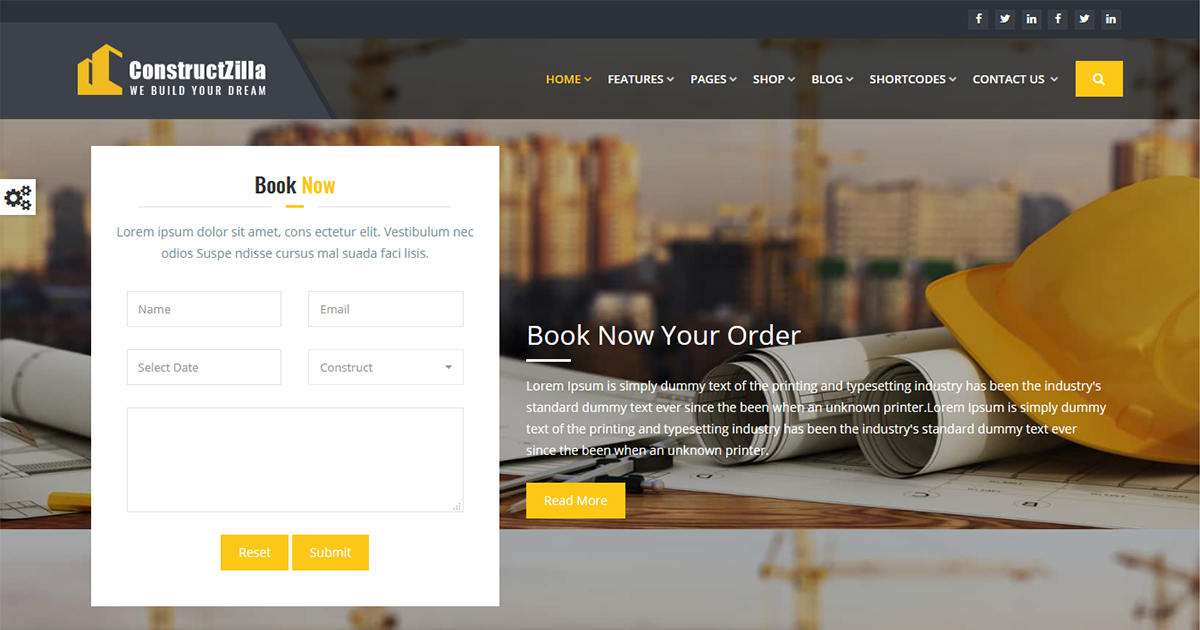 ConstructZilla
WE BUILD YOUR DREAM
HOME
FEATURES
PAGES
SHOP
BLOG
SHORTCODES
CONTACT US
Book Now
Lorem ipsum dolor sit amet, cons ectetur elit. Vestibulum nec
odios Suspe ndisse cursus mal suada faci lisis.
Name
Email
Select Date
Construct
Reset
Submit
Book Now Your Order
Lorem Ipsum is simply dummy text of the printing and typesetting industry has been the industry's
standard dummy text ever since the been when an unknown printer.Lorem Ipsum is simply dummy
text of the printing and typesetting industry has been the industry's standard dummy text ever
since the been when an unknown printer.
Read More